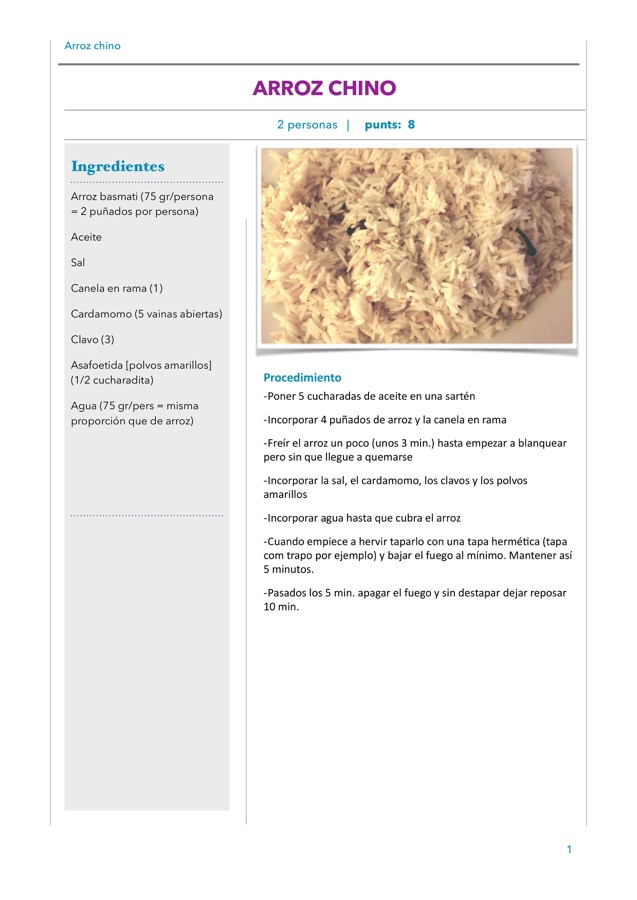 Arroz chino
ARROZ CHINO
2 personas | punts: 8
Ingredientes
Arroz basmati (75 gr/persona
= 2 puñados por persona)
Aceite
Sal
Canela en rama (1)
Cardamomo (5 vainas abiertas)
Clavo (3)
Asafoetida [polvos amarillos]
(1/2 cucharadita)
Agua (75 gr/pers = misma
proporción que de arroz)
Procedimiento
-Poner 5 cucharadas de aceite en una sartén
-Incorporar 4 puñados de arroz y la canela en rama
-Freír el arroz un poco (unos 3 min.) hasta empezar a blanquear
pero sin que llegue a quemarse
-Incorporar la sal, el cardamomo, los clavos y los polvos
amarillos
-Incorporar agua hasta que cubra el arroz
-Cuando empiece a hervir taparlo con una tapa hermética (tapa
com trapo por ejemplo) y bajar el fuego al mínimo. Mantener así
5 minutos.
-Pasados los 5 min. apagar el fuego y sin destapar dejar reposar
10 min.
1